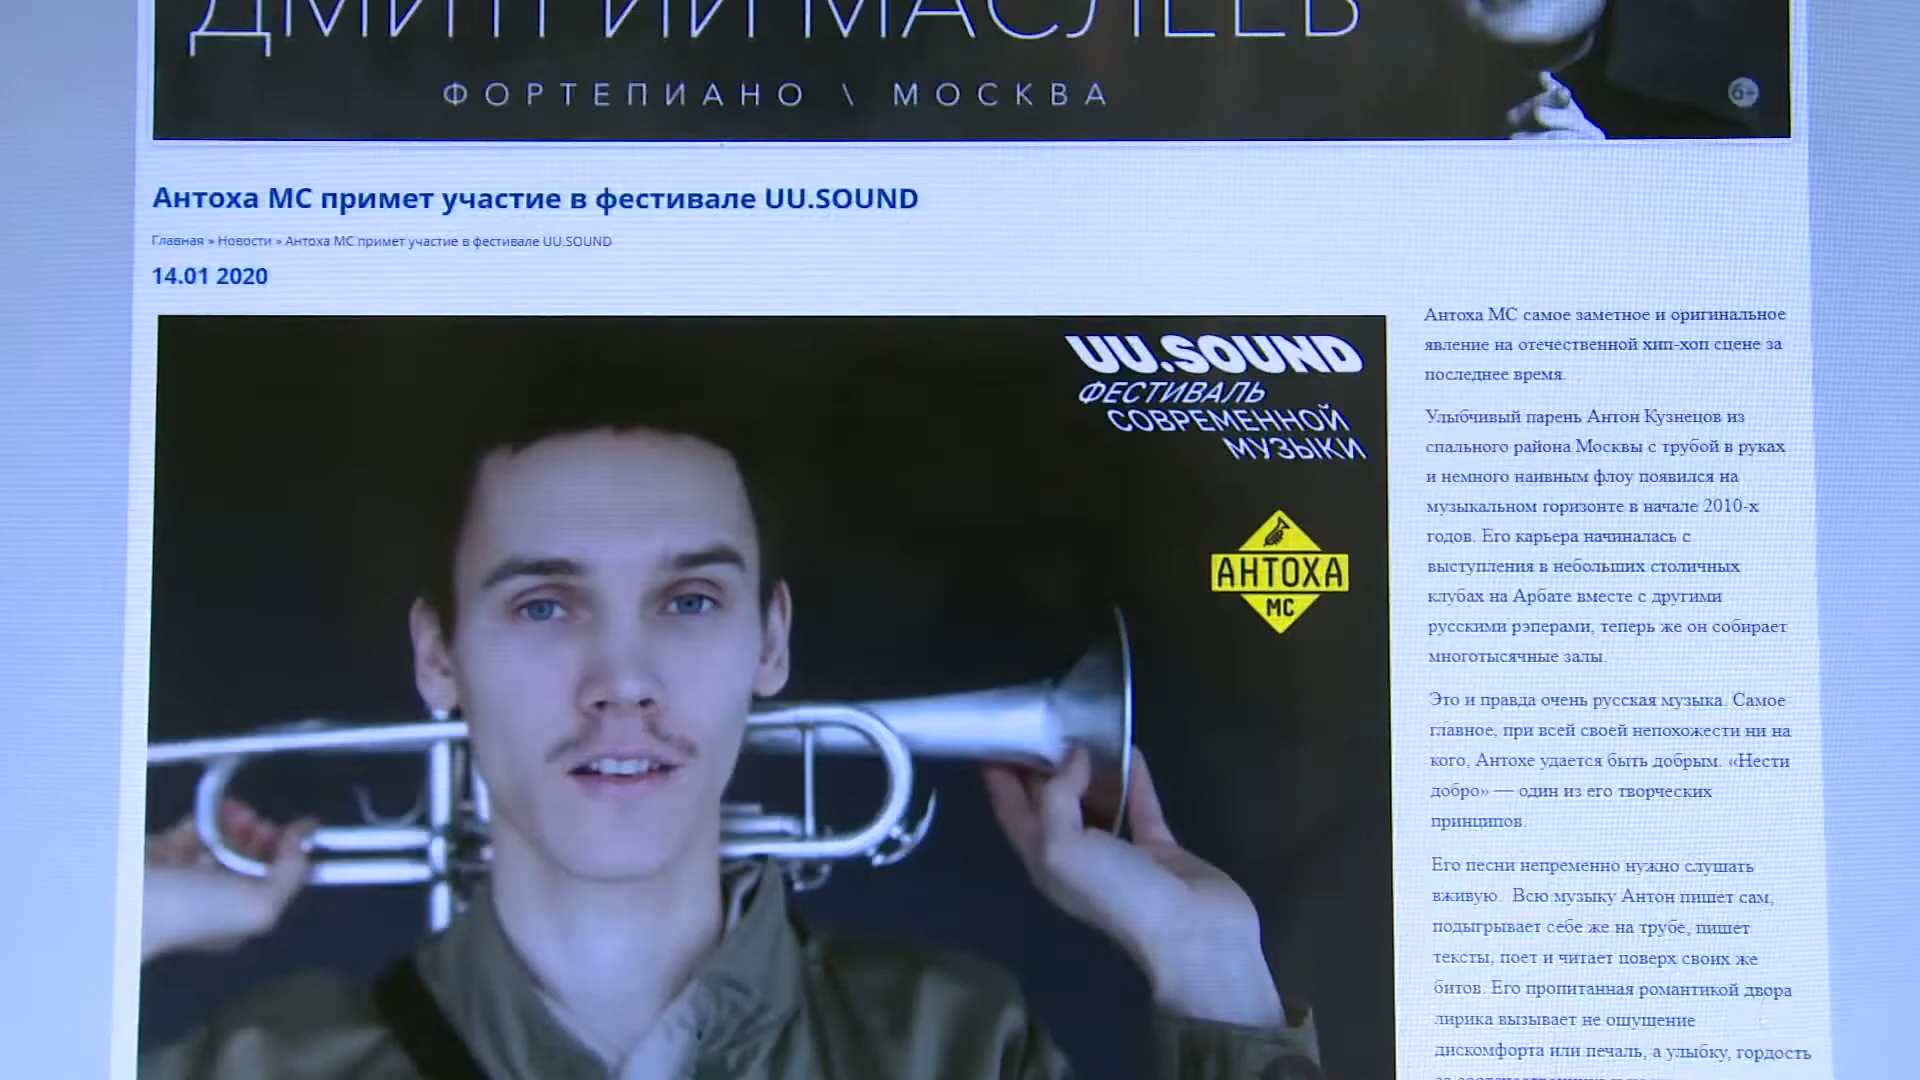 ДМИТРИЙ МАСЛЕЕВ
ФОРТЕПИАНО \ МОСКВА
6+
Антоха МС примет участие в фестивале UU.SOUND
Главная » Новости » Антоха МС примет участие в фестивале UU.SOUND
14.01 2020
UU.SOUND
ФЕСТИВАЛЬ
СОВРЕМЕННОЙ
МУЗЫКИ
АНТОХА
МС
Антоха МС самое заметное и оригинальное
явление на отечественной хип-хоп сцене за
последнее время.
Улыбчивый парень Антон Кузнецов из
спального района Москвы с трубой в руках
и немного наивным флоу появился на
музыкальном горизонте в начале 2010-х
годов. Его карьера начиналась с
выступления в небольших столичных
клубах на Арбате вместе с другими
русскими рэперами, теперь же он собирает
многотысячные залы.
Это и правда очень русская музыка. Самое
главное, при всей своей непохожести ни на
кого, Антохе удается быть добрым. «Нести
добро» — один из его творческих
принципов.
Его песни непременно нужно слушать
вживую. Всю музыку Антон пишет сам,
подыгрывает себе же на трубе, пишет
тексты, поет и читает поверх своих же
битов. Его пропитанная романтикой двора
лирика вызывает не ощущение
дискомфорта или печаль, а улыбку, гордость